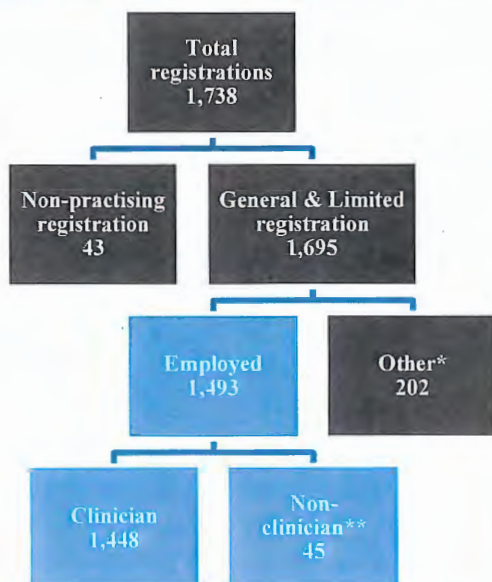 Total
registrations
1,738
Non-practising
registration
43
General & Limited
registration
1,695
Employed
1,493
Other*
202
Clinician
1,448
Non-
clinician**
45